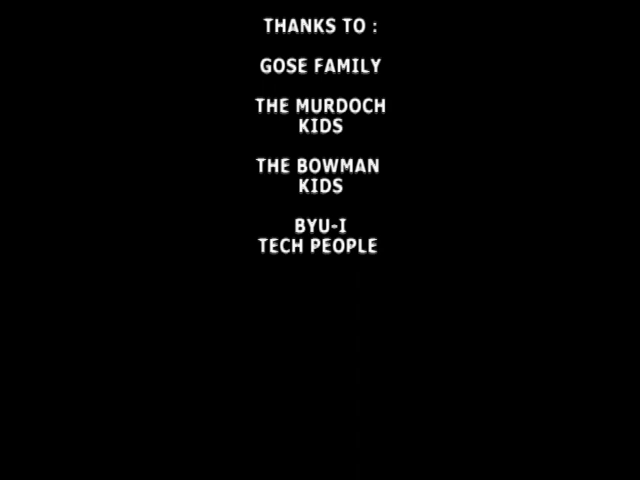 THANKS TO :
GOSE FAMILY
THE MURDOCH
KIDS
THE BOWMAN
KIDS
BYU-I
TECH PEOPLE